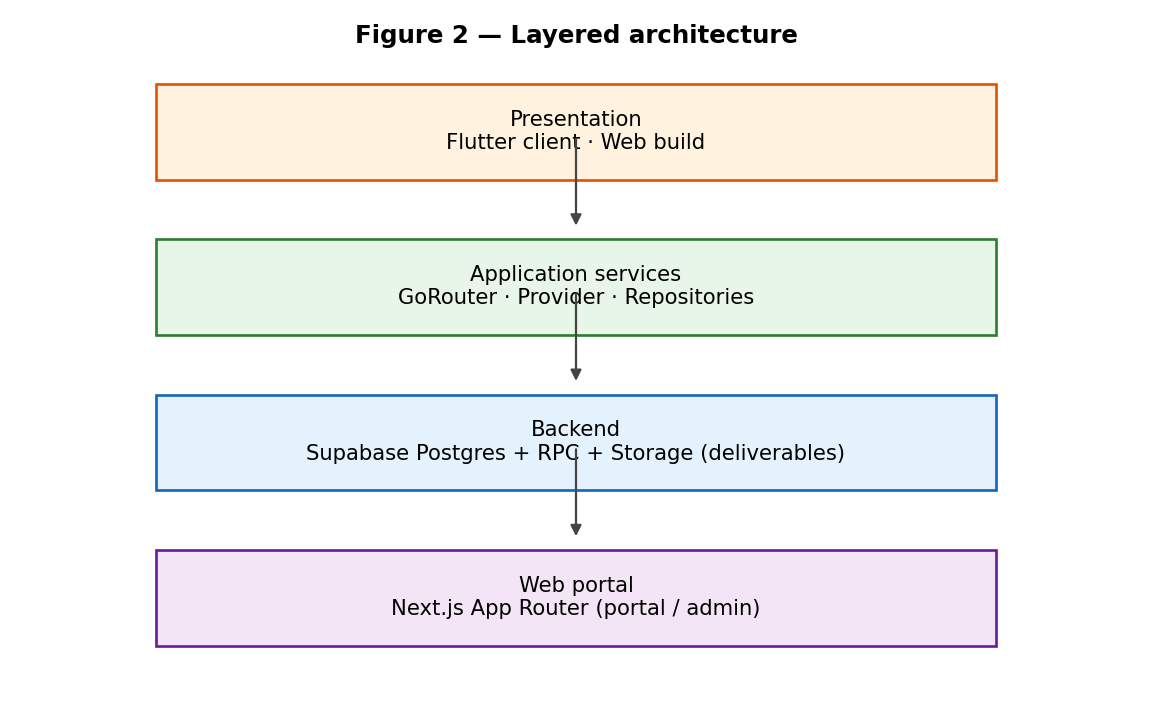 Figure 2 — Layered architecture
Presentation
Flutter client · Web build
Application services
GoRouter · Provider · Repositories
Backend
Supabase Postgres + RPC + Storage (deliverables)
Web portal
Next.js App Router (portal / admin)